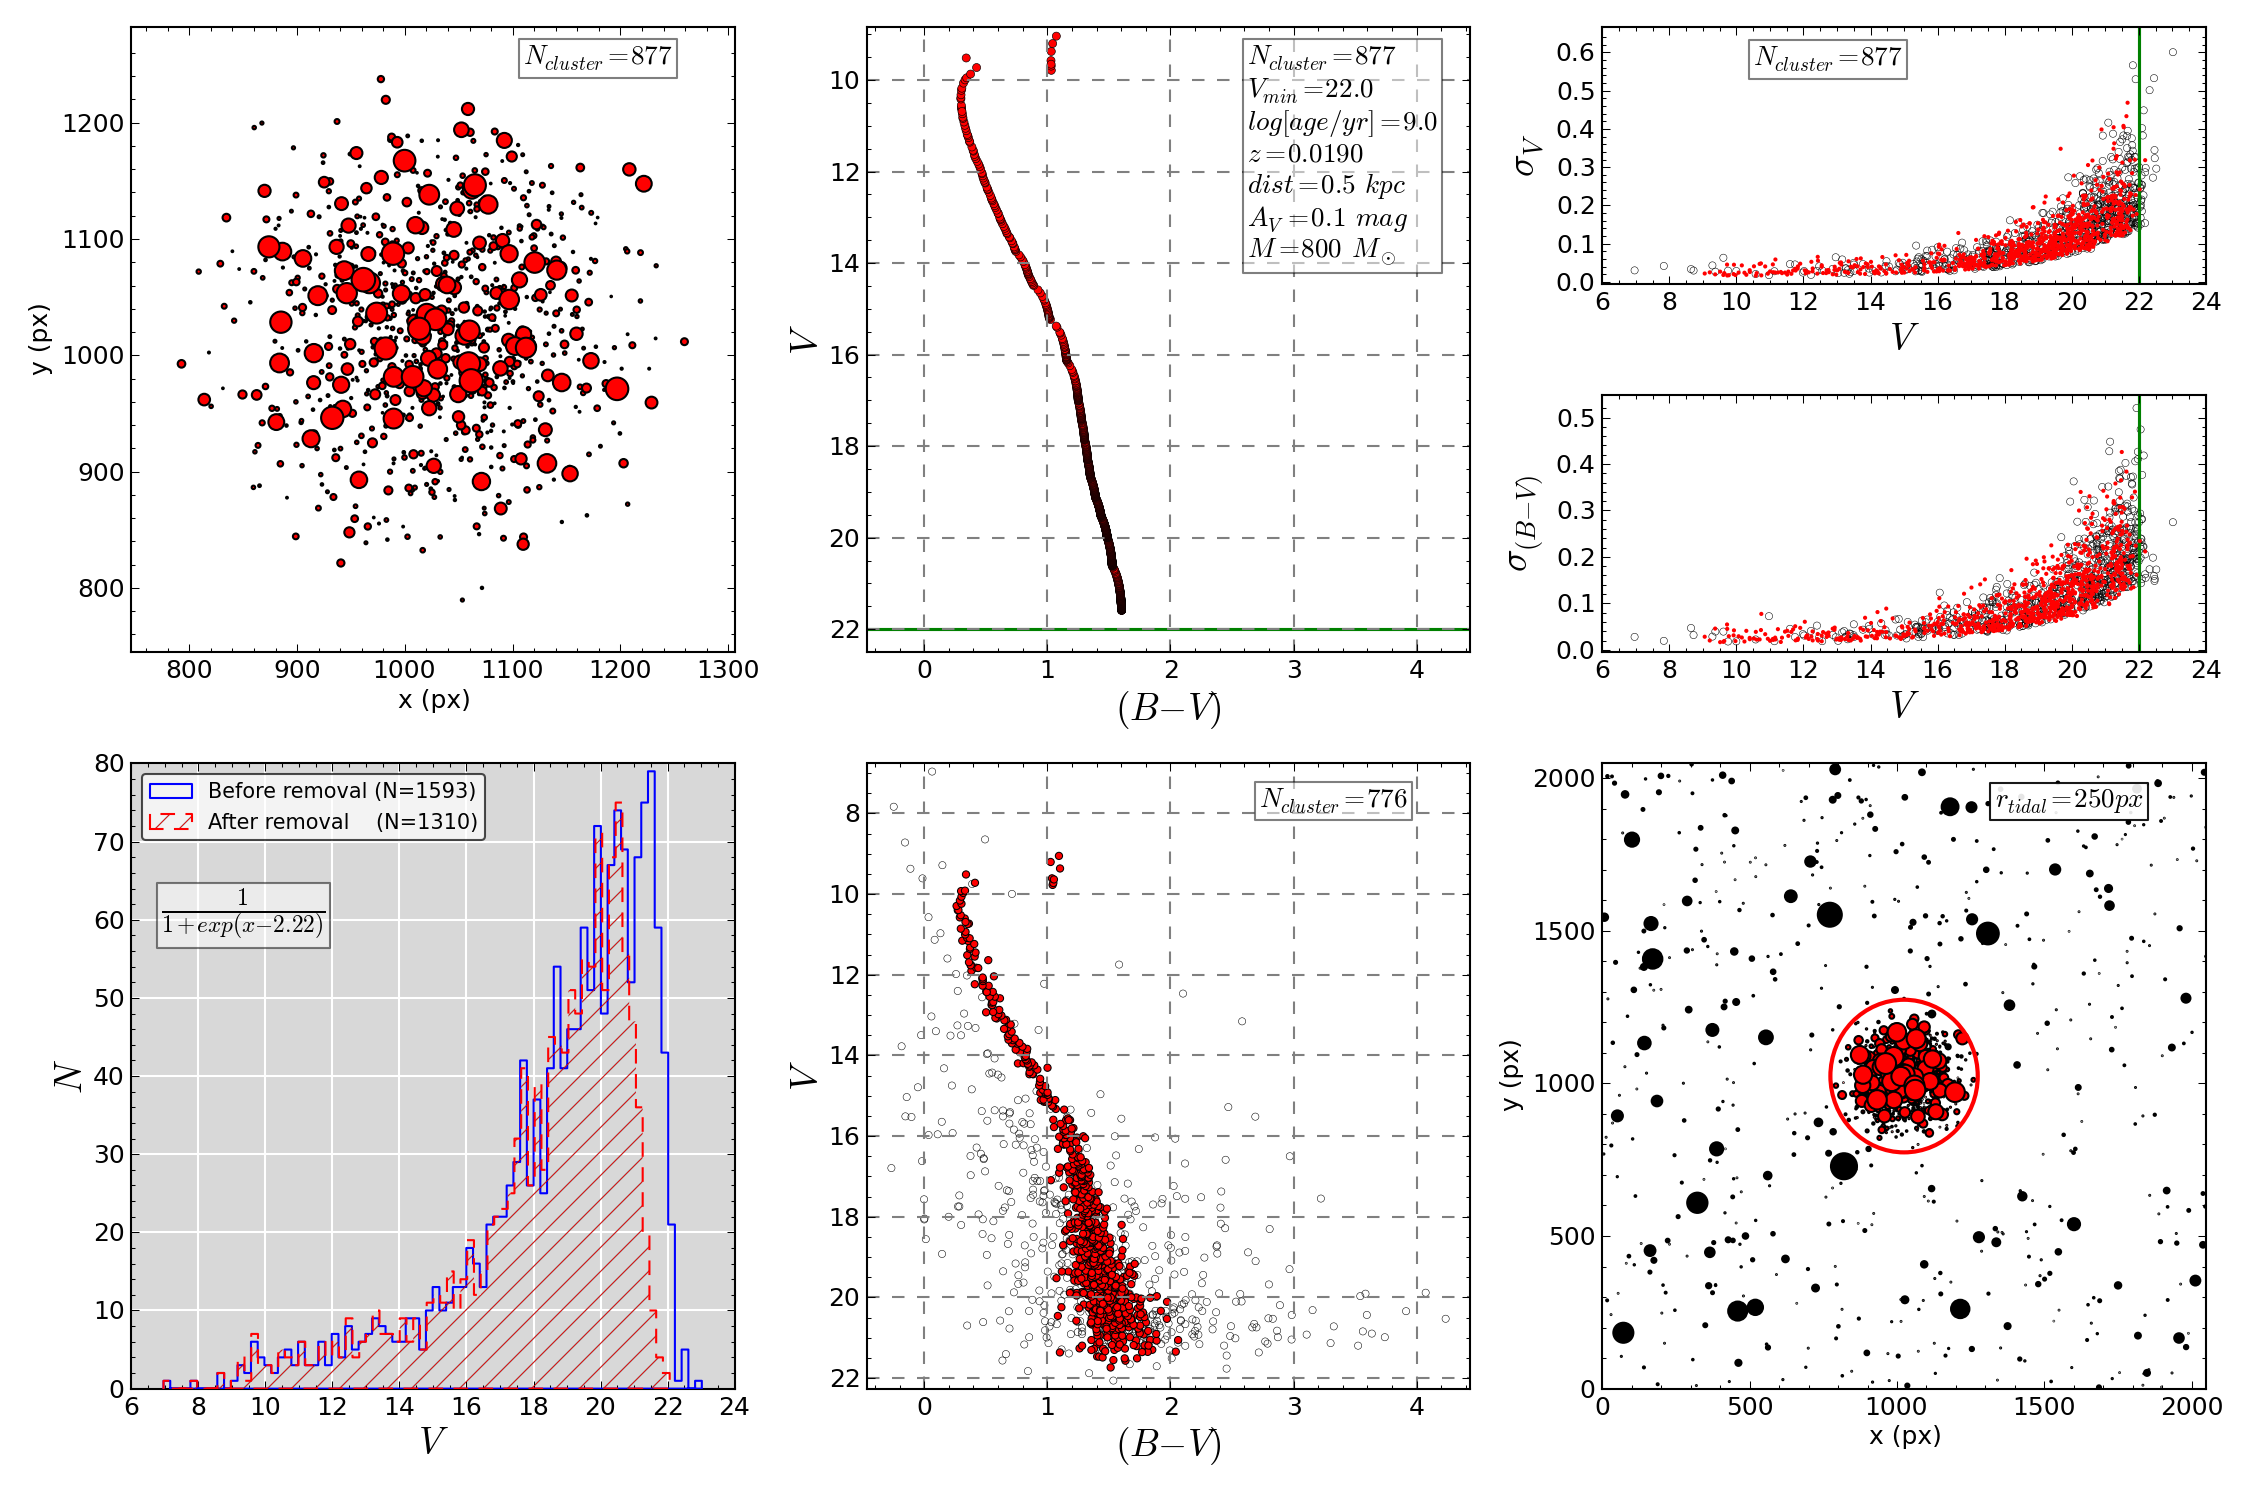 N_cluster=877
1200
1100
1000
900
800
y (px)
800 900 1000 1100 1200 1300
x (px)
N_cluster=877
V_min=22.0
log[age/yr]=9.0
z=0.0190
dist=0.5 kpc
A_V=0.1 mag
M=800 M_⊙
10
12
14
16
18
20
22
V
0 1 2 3 4
(B−V)
N_cluster=877
0.6
0.5
0.4
0.3
0.2
0.1
0.0
σ_V
6 8 10 12 14 16 18 20 22 24
V
0.5
0.4
0.3
0.2
0.1
0.0
σ_(B−V)
6 8 10 12 14 16 18 20 22 24
V
80
70
60
50
40
30
20
10
0
N
Before removal (N=1593)
After removal (N=1310)
1
1+exp(x−2.22)
6 8 10 12 14 16 18 20 22 24
V
N_cluster=776
8
10
12
14
16
18
20
22
V
0 1 2 3 4
(B−V)
r_tidal=250px
2000
1500
1000
500
0
y (px)
0 500 1000 1500 2000
x (px)